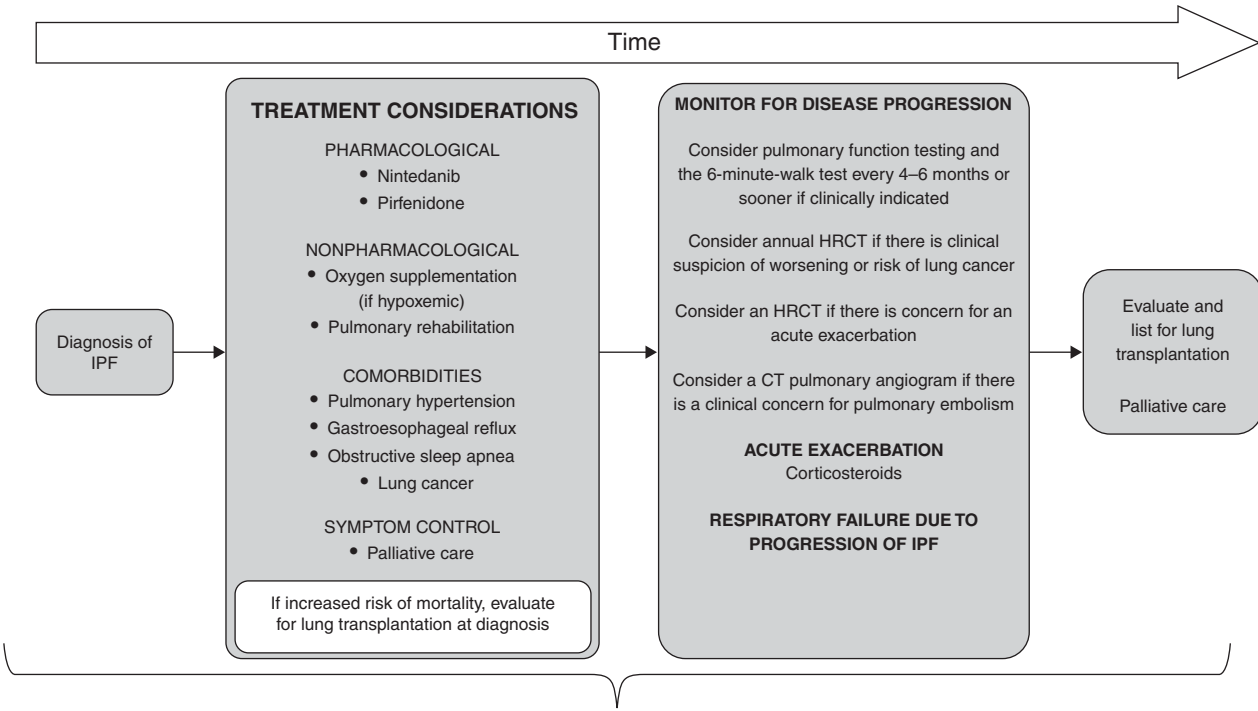 Time
Diagnosis of
IPF
TREATMENT CONSIDERATIONS
PHARMACOLOGICAL
• Nintedanib
• Pirfenidone
NONPHARMACOLOGICAL
• Oxygen supplementation
(if hypoxemic)
• Pulmonary rehabilitation
COMORBIDITIES
• Pulmonary hypertension
• Gastroesophageal reflux
• Obstructive sleep apnea
• Lung cancer
SYMPTOM CONTROL
• Palliative care
If increased risk of mortality, evaluate
for lung transplantation at diagnosis
MONITOR FOR DISEASE PROGRESSION
Consider pulmonary function testing and
the 6-minute-walk test every 4–6 months or
sooner if clinically indicated
Consider annual HRCT if there is clinical
suspicion of worsening or risk of lung cancer
Consider an HRCT if there is concern for an
acute exacerbation
Consider a CT pulmonary angiogram if there
is a clinical concern for pulmonary embolism
ACUTE EXACERBATION
Corticosteroids
RESPIRATORY FAILURE DUE TO
PROGRESSION OF IPF
Evaluate and
list for lung
transplantation
Palliative care